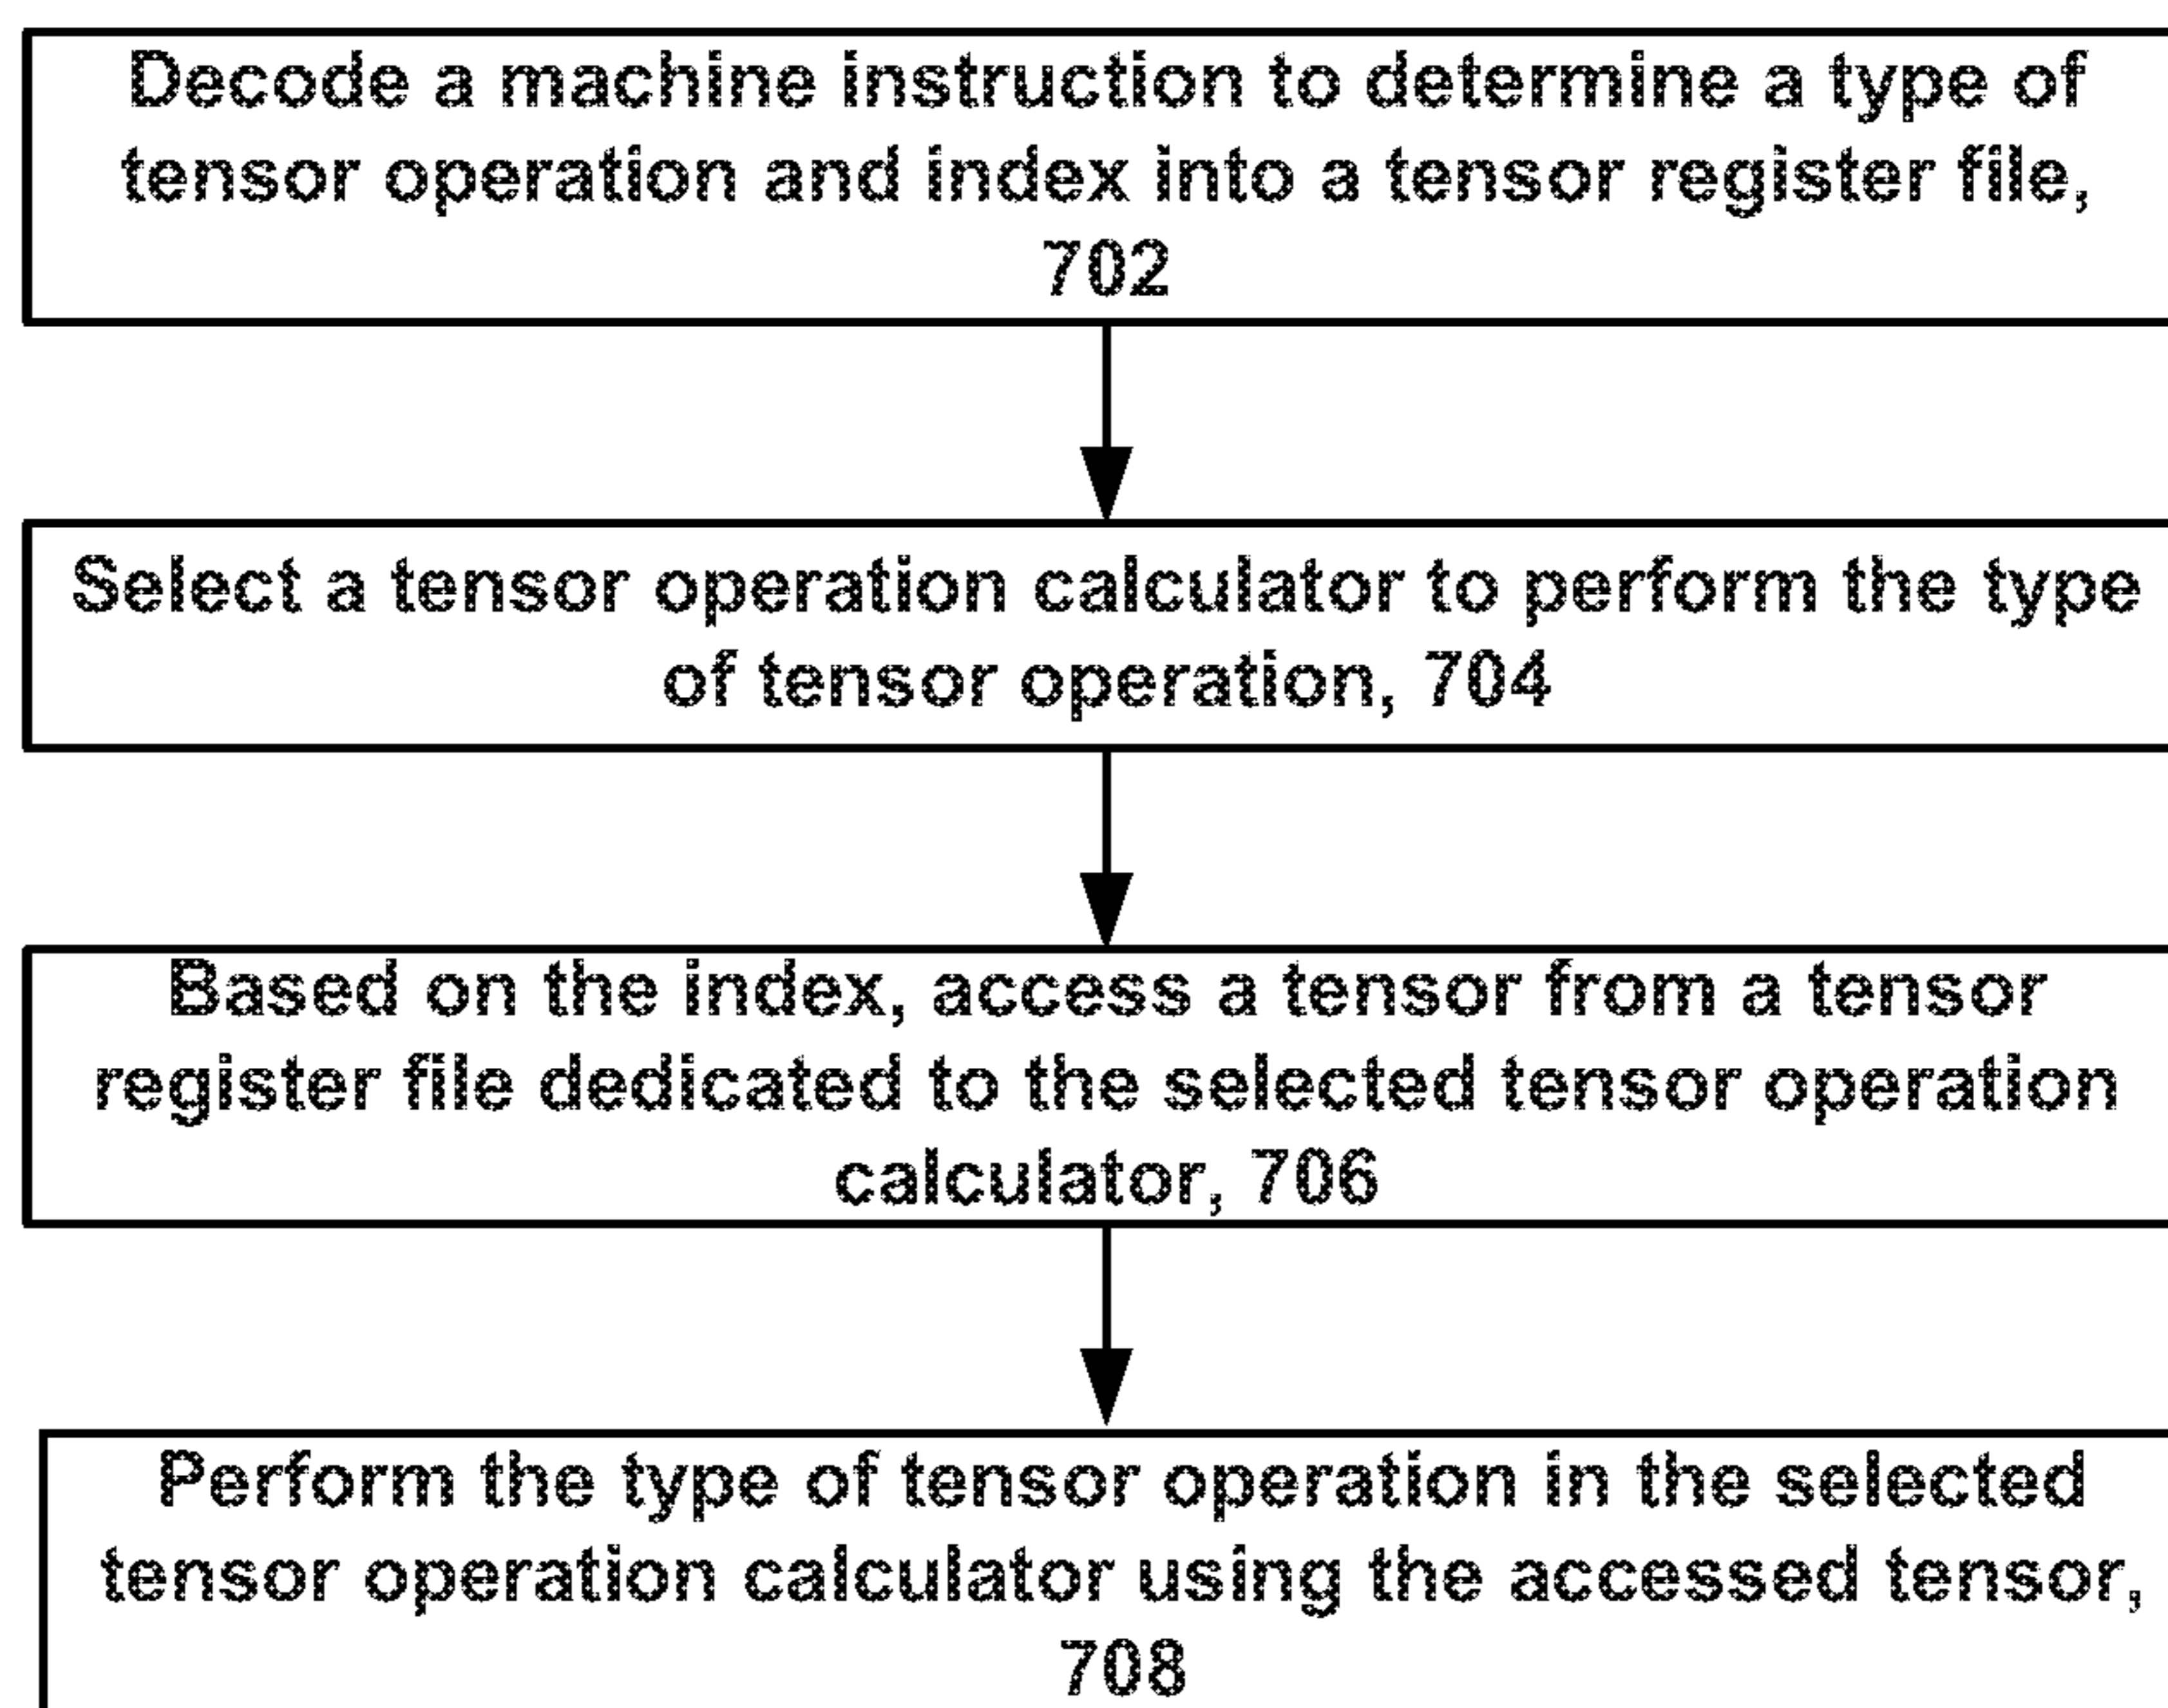 Decode a machine instruction to determine a type of
tensor operation and index into a tensor register file,
702
Select a tensor operation calculator to perform the type
of tensor operation, 704
Based on the index, access a tensor from a tensor
register file dedicated to the selected tensor operation
calculator, 706
Perform the type of tensor operation in the selected
tensor operation calculator using the accessed tensor,
708